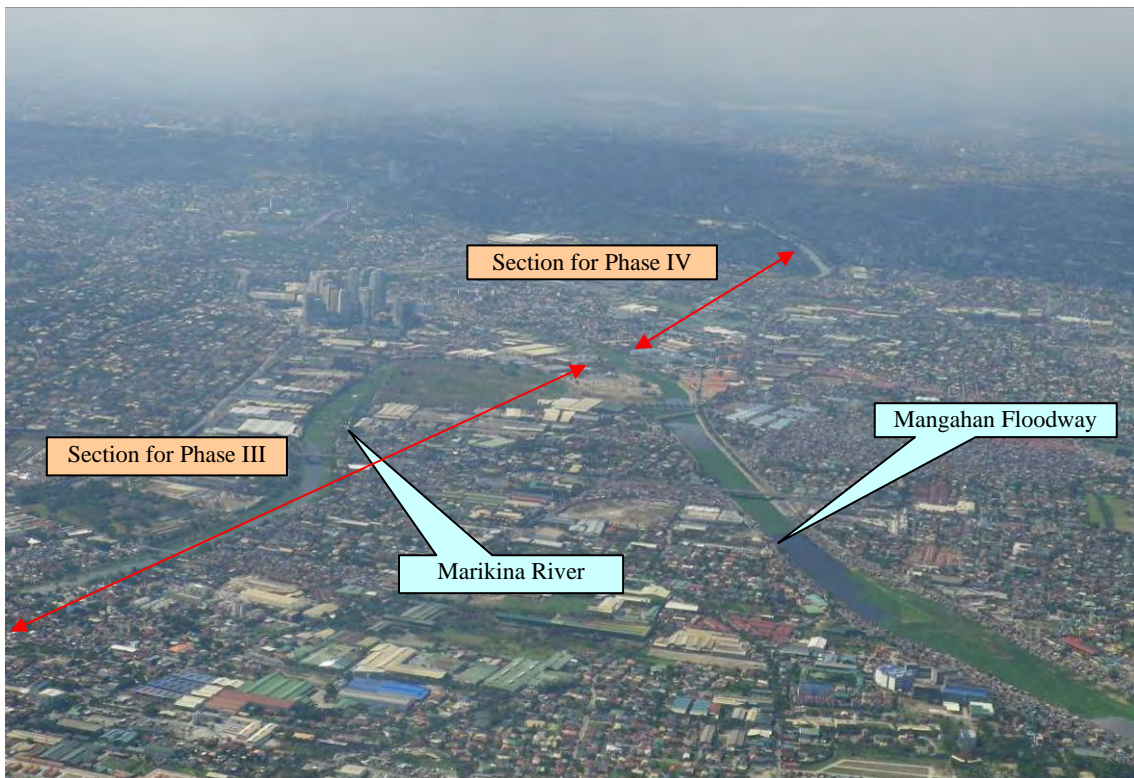 Section for Phase IV
Mangahan Floodway
Section for Phase III
Marikina River